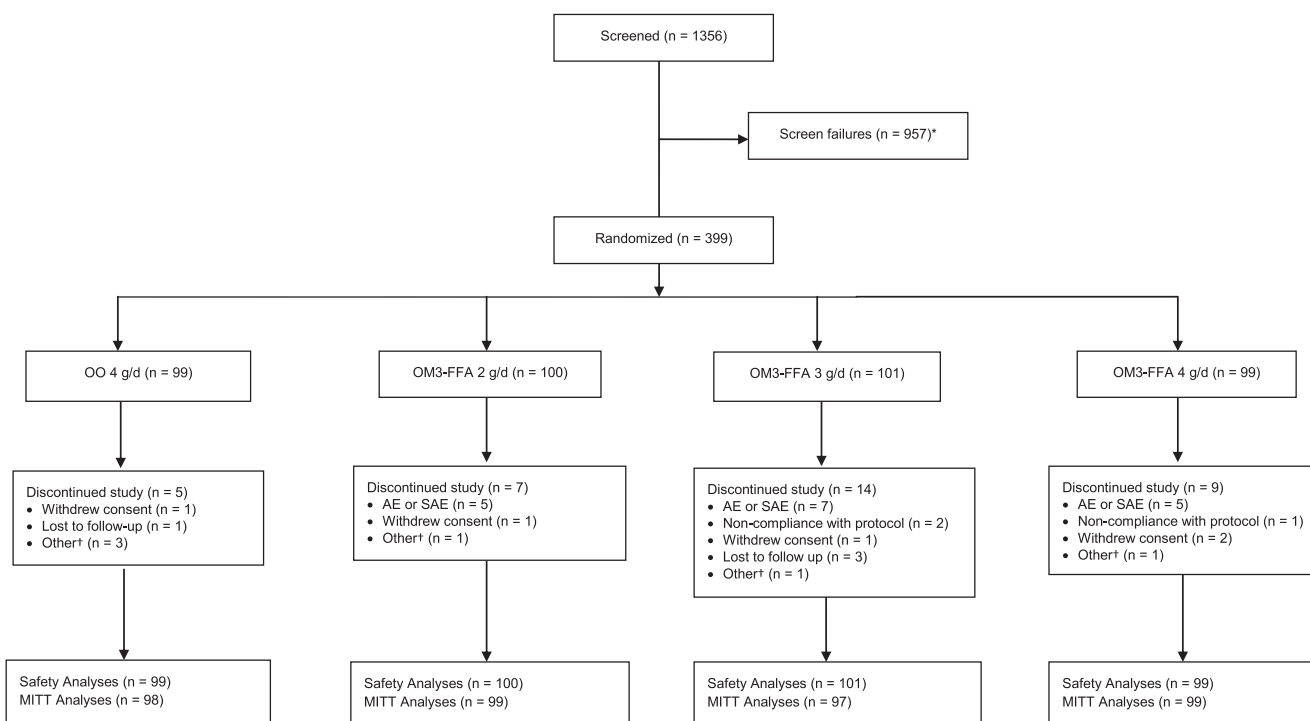 Screened (n = 1356)
Screen failures (n = 957)*
Randomized (n = 399)
OO 4 g/d (n = 99)
OM3-FFA 2 g/d (n = 100)
OM3-FFA 3 g/d (n = 101)
OM3-FFA 4 g/d (n = 99)
Discontinued study (n = 5)
• Withdrew consent (n = 1)
• Lost to follow-up (n = 1)
• Other† (n = 3)
Discontinued study (n = 7)
• AE or SAE (n = 5)
• Withdrew consent (n = 1)
• Other† (n = 1)
Discontinued study (n = 14)
• AE or SAE (n = 7)
• Non-compliance with protocol (n = 2)
• Withdrew consent (n = 1)
• Lost to follow up (n = 3)
• Other† (n = 1)
Discontinued study (n = 9)
• AE or SAE (n = 5)
• Non-compliance with protocol (n = 1)
• Withdrew consent (n = 2)
• Other† (n = 1)
Safety Analyses (n = 99)
MITT Analyses (n = 98)
Safety Analyses (n = 100)
MITT Analyses (n = 99)
Safety Analyses (n = 101)
MITT Analyses (n = 97)
Safety Analyses (n = 99)
MITT Analyses (n = 99)